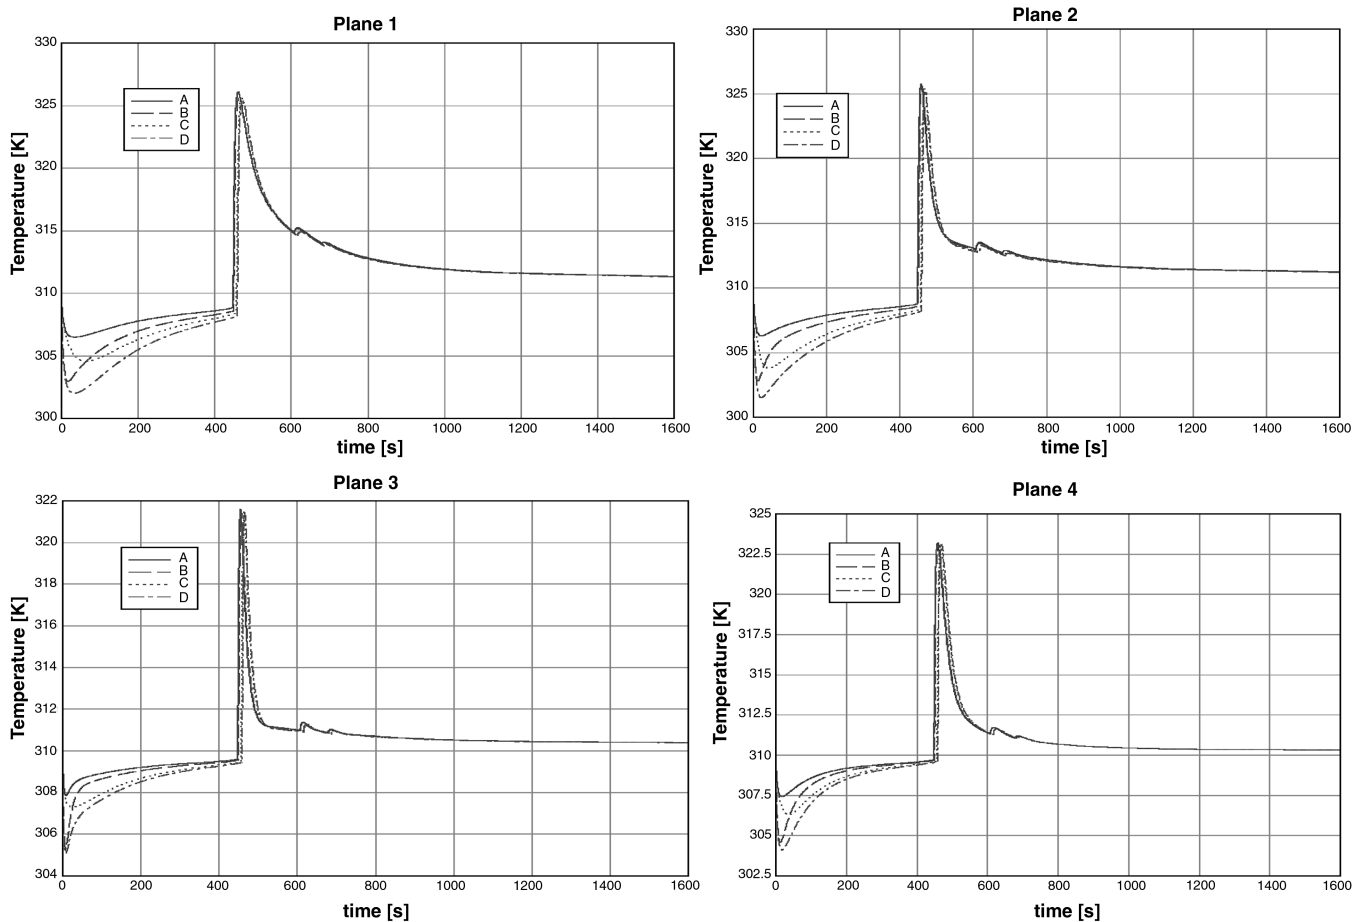 Plane 1
Temperature [K]
330
325
320
315
310
305
300
A
B
C
D
0 200 400 600 800 1000 1200 1400 1600
time [s]
Plane 2
Temperature [K]
330
325
320
315
310
305
300
A
B
C
D
0 200 400 600 800 1000 1200 1400 1600
time [s]
Plane 3
Temperature [K]
322
320
318
316
314
312
310
308
306
304
A
B
C
D
0 200 400 600 800 1000 1200 1400 1600
time [s]
Plane 4
Temperature [K]
325
322.5
320
317.5
315
312.5
310
307.5
305
302.5
A
B
C
D
0 200 400 600 800 1000 1200 1400 1600
time [s]